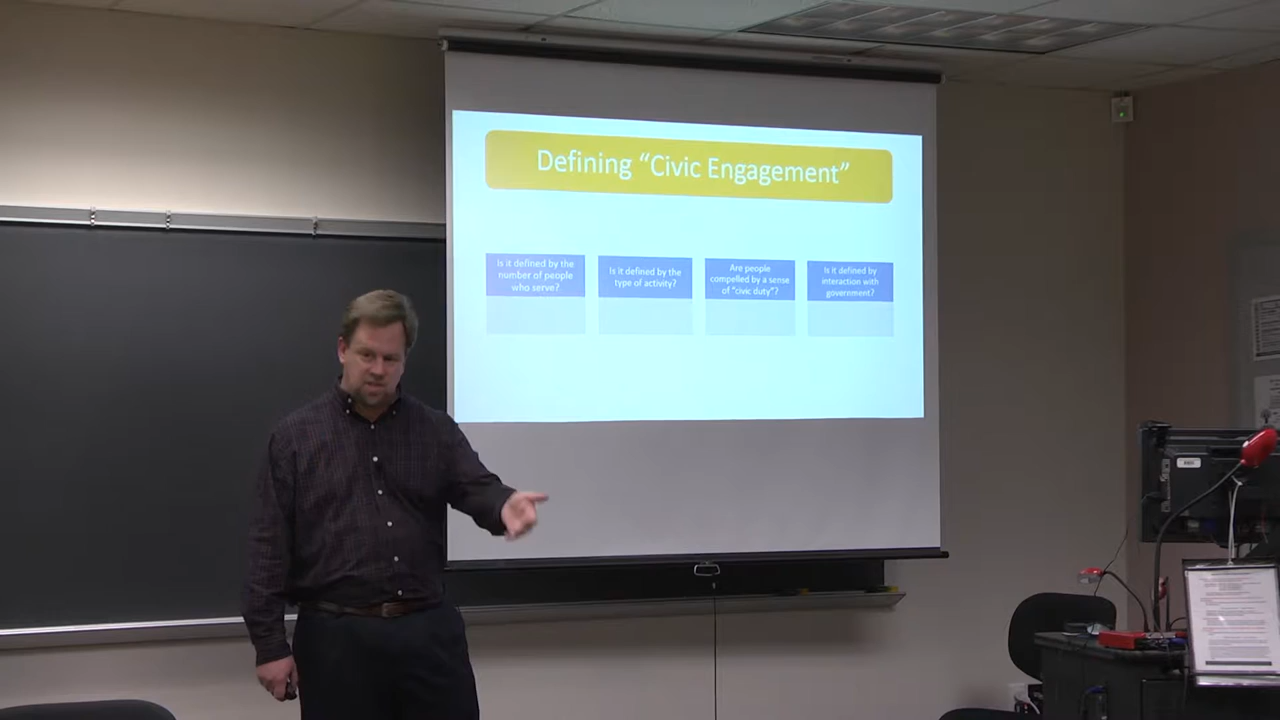 Defining “Civic Engagement”
Is it defined by the
number of people
who serve?
Is it defined by the
type of activity?
Are people
compelled by a sense
of “civic duty”?
Is it defined by
interaction with
government?